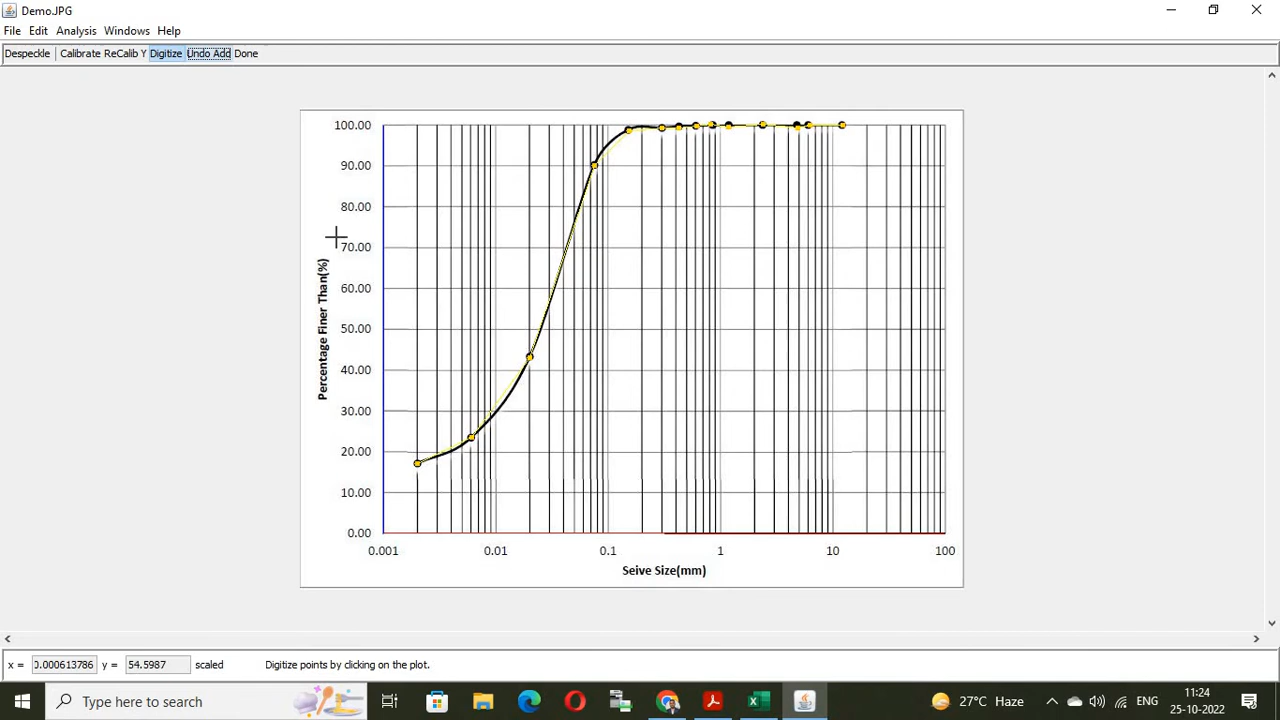 Demo.JPG
File Edit Analysis Windows Help
Despeckle Calibrate ReCalib Y Digitize Undo Add Done
100.00
90.00
80.00
70.00
60.00
50.00
40.00
30.00
20.00
10.00
0.00
Percentage Finer Than(%)
0.001 0.01 0.1 1 10 100
Seive Size(mm)
x = 0.000613786 y = 54.5987 scaled Digitize points by clicking on the plot.
Type here to search
27°C Haze
ENG
11:24
25-10-2022